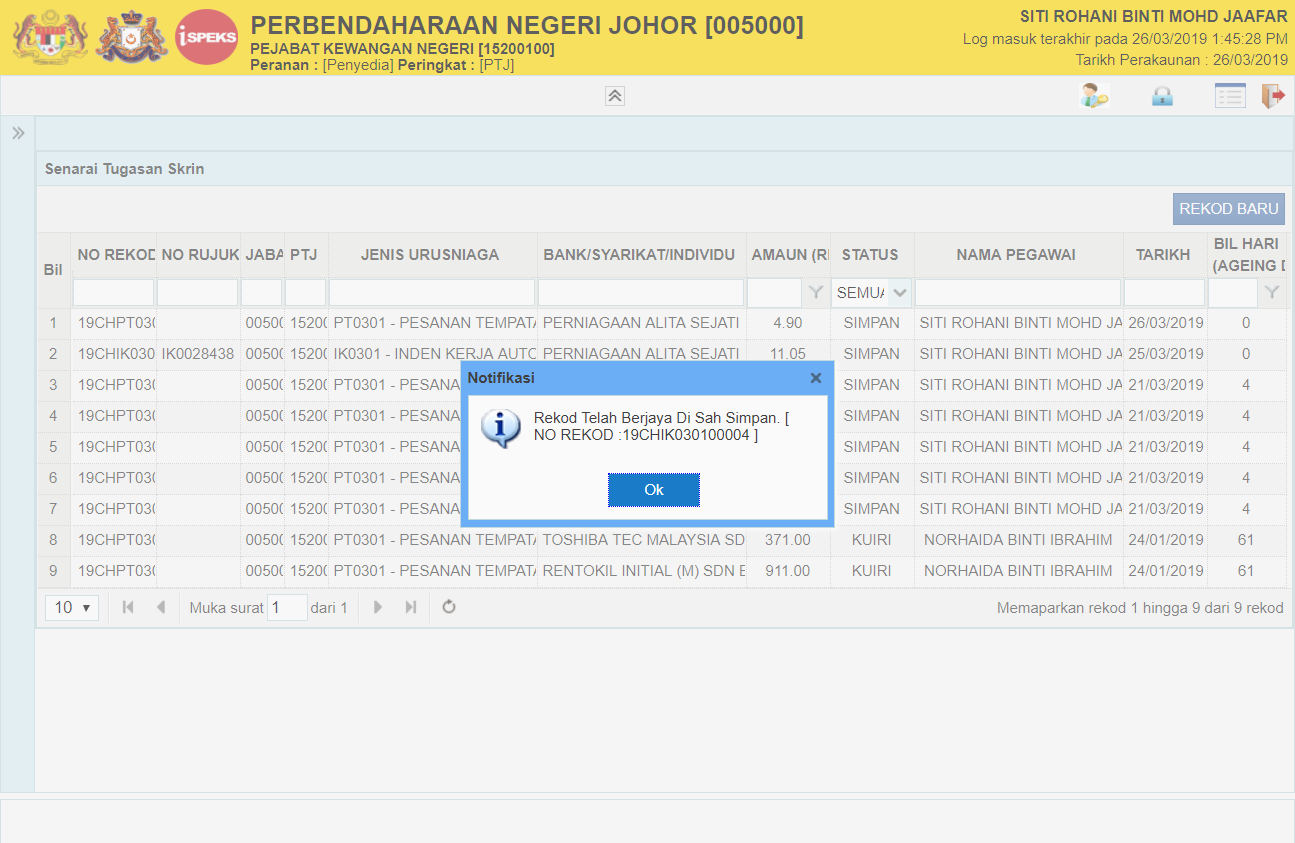 iSPEKS
PERBENDAHARAAN NEGERI JOHOR [005000]
PEJABAT KEWANGAN NEGERI [15200100]
Peranan : [Penyedia] Peringkat : [PTJ]
SITI ROHANI BINTI MOHD JAAFAR
Log masuk terakhir pada 26/03/2019 1:45:28 PM
Tarikh Perakaunan : 26/03/2019
Senarai Tugasan Skrin
REKOD BARU
Bil NO REKOD NO RUJUK JABA PTJ JENIS URUSNIAGA BANK/SYARIKAT/INDIVIDU AMAUN (R STATUS NAMA PEGAWAI TARIKH BIL HARI (AGEING D
SEMUA
1 19CHPT030 00500 15200 PT0301 - PESANAN TEMPATA PERNIAGAAN ALITA SEJATI 4.90 SIMPAN SITI ROHANI BINTI MOHD JA 26/03/2019 0
2 19CHIK030 IK0028438 00500 15200 IK0301 - INDEN KERJA AUTO PERNIAGAAN ALITA SEJATI 11.05 SIMPAN SITI ROHANI BINTI MOHD JA 25/03/2019 0
3 19CHPT030 00500 15200 PT0301 - PESANA SIMPAN SITI ROHANI BINTI MOHD JA 21/03/2019 4
4 19CHPT030 00500 15200 PT0301 - PESANA SIMPAN SITI ROHANI BINTI MOHD JA 21/03/2019 4
5 19CHPT030 00500 15200 PT0301 - PESANA SIMPAN SITI ROHANI BINTI MOHD JA 21/03/2019 4
6 19CHPT030 00500 15200 PT0301 - PESANA SIMPAN SITI ROHANI BINTI MOHD JA 21/03/2019 4
7 19CHPT030 00500 15200 PT0301 - PESANA SIMPAN SITI ROHANI BINTI MOHD JA 21/03/2019 4
8 19CHPT030 00500 15200 PT0301 - PESANAN TEMPATA TOSHIBA TEC MALAYSIA SD 371.00 KUIRI NORHAIDA BINTI IBRAHIM 24/01/2019 61
9 19CHPT030 00500 15200 PT0301 - PESANAN TEMPATA RENTOKIL INITIAL (M) SDN B 911.00 KUIRI NORHAIDA BINTI IBRAHIM 24/01/2019 61
Notifikasi
Rekod Telah Berjaya Di Sah Simpan. [
NO REKOD :19CHIK030100004 ]
Ok
10 Muka surat 1 dari 1 Memaparkan rekod 1 hingga 9 dari 9 rekod